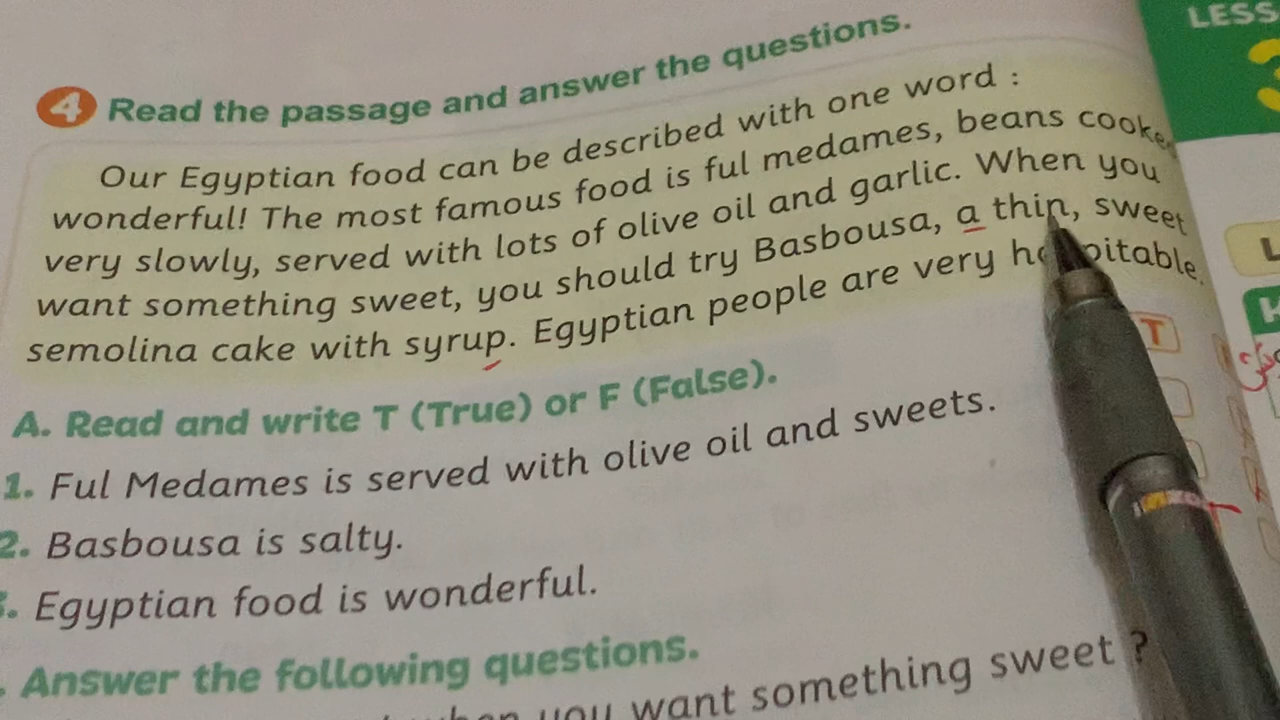 LESS
3
4 Read the passage and answer the questions.
Our Egyptian food can be described with one word :
wonderful! The most famous food is ful medames, beans cooke
very slowly, served with lots of olive oil and garlic. When you
want something sweet, you should try Basbousa, a thin, sweet
semolina cake with syrup. Egyptian people are very
A. Read and write T (True) or F (False).
T
1. Ful Medames is served with olive oil and sweets.
2. Basbousa is salty.
. Egyptian food is wonderful.
. Answer the following questions.
when you want something sweet ?